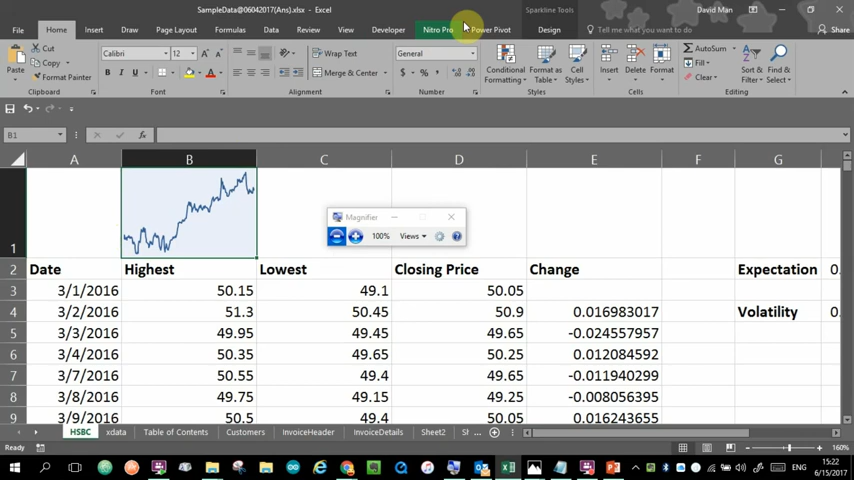 SampleData@06042017(Ans).xlsx - Excel
Sparkline Tools
David Man
File Home Insert Draw Page Layout Formulas Data Review View Developer Nitro Pro Power Pivot Design Tell me what you want to do Share
Cut
Copy
Format Painter
Paste
Clipboard
Calibri
B I U
Font
Wrap Text
Merge & Center
Alignment
General
$ % ,
Number
Conditional Formatting
Format as Table
Cell Styles
Styles
Insert Delete Format
Cells
AutoSum
Fill
Clear
Sort & Filter
Find & Select
Editing
B1 fx
A B C D E F G
1
Magnifier
100% Views
2 Date Highest Lowest Closing Price Change Expectation 0.
3 3/1/2016 50.15 49.1 50.05
4 3/2/2016 51.3 50.45 50.9 0.016983017 Volatility 0.
5 3/3/2016 49.95 49.45 49.65 -0.024557957
6 3/4/2016 50.35 49.65 50.25 0.012084592
7 3/7/2016 50.55 49.4 49.65 -0.011940299
8 3/8/2016 49.75 49.15 49.25 -0.008056395
9 3/9/2016 50.5 49.4 50.05 0.016243655
HSBC xdata Table of Contents Customers InvoiceHeader InvoiceDetails Sheet2 Sh ...
Ready 160%
ENG
15:22
6/15/2017